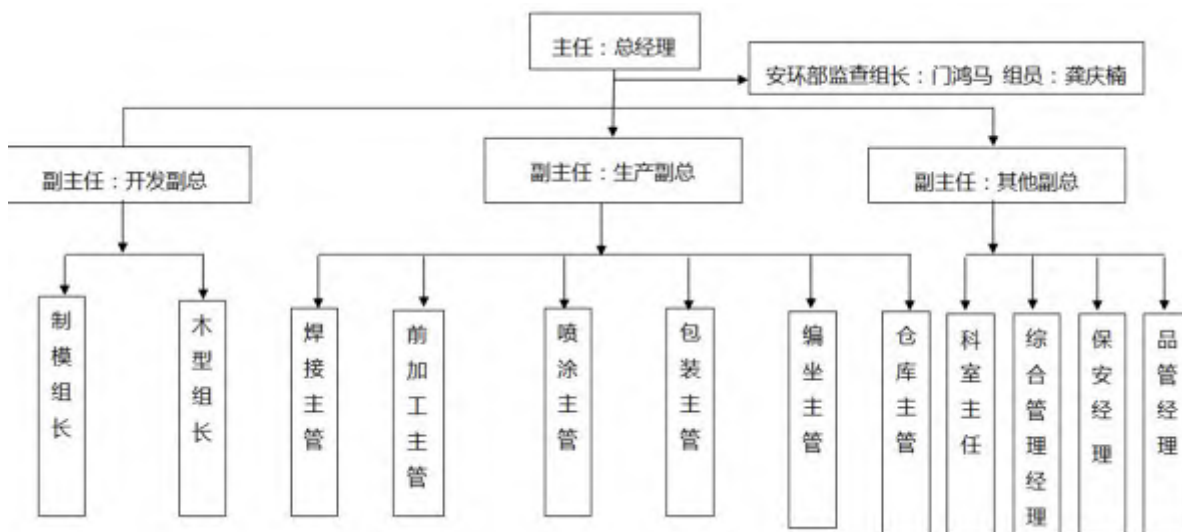 主任：总经理
安环部监查组长：门鸿马 组员：龚庆楠
副主任：开发副总
副主任：生产副总
副主任：其他副总
制模组长
木型组长
焊接主管
前加工主管
喷涂主管
包装主管
编坐主管
仓库主管
科室主任
综合管理经理
保安经理
品管经理